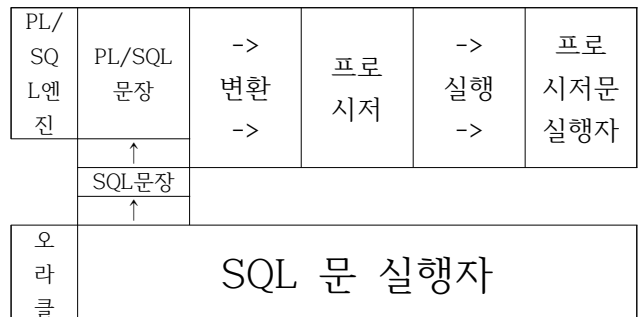 PL/
SQ
L엔
진
PL/SQL
문장
->
변환
->
프로
시저
->
실행
->
프로
시저문
실행자
↑
SQL문장
↑
오
라
클
SQL 문 실행자